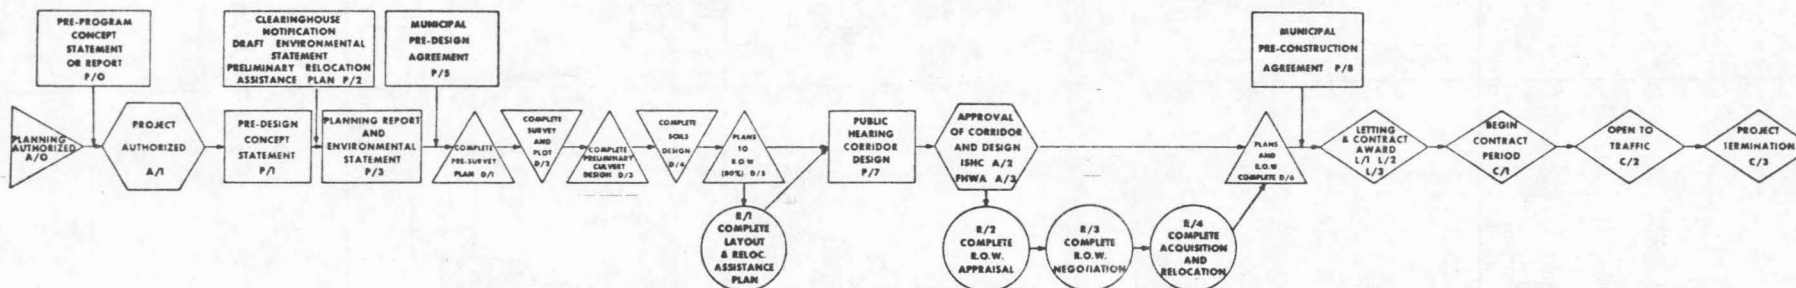 PRE-PROGRAM
CONCEPT
STATEMENT
OR REPORT
P/O
CLEARINGHOUSE
NOTIFICATION
DRAFT ENVIRONMENTAL
STATEMENT
PRELIMINARY RELOCATION
ASSISTANCE PLAN P/2
MUNICIPAL
PRE-DESIGN
AGREEMENT
P/5
MUNICIPAL
PRE-CONSTRUCTION
AGREEMENT P/8
PLANNING
AUTHORIZED
A/O
PROJECT
AUTHORIZED
A/1
PRE-DESIGN
CONCEPT
STATEMENT
P/1
PLANNING REPORT
AND
ENVIRONMENTAL
STATEMENT
P/3
COMPLETE
PRE-SURVEY
PLAN D/1
COMPLETE
SURVEY
AND
PLOT
D/2
COMPLETE
PRELIMINARY
CULVERT
DESIGN D/3
COMPLETE
SOILS
DESIGN
D/4
PLANS
TO
R.O.W
(80%) D/5
PUBLIC
HEARING
CORRIDOR
DESIGN
P/7
APPROVAL
OF CORRIDOR
AND DESIGN
ISHC A/2
FHWA A/3
PLANS
AND
R.O.W
COMPLETE D/6
LETTING
& CONTRACT
AWARD
L/1 L/2
L/3
BEGIN
CONTRACT
PERIOD
C/1
OPEN TO
TRAFFIC
C/2
PROJECT
TERMINATION
C/3
R/1
COMPLETE
LAYOUT
& RELOC.
ASSISTANCE
PLAN
R/2
COMPLETE
R.O.W.
APPRAISAL
R/3
COMPLETE
R.O.W.
NEGOTIATION
R/4
COMPLETE
ACQUISITION
AND
RELOCATION